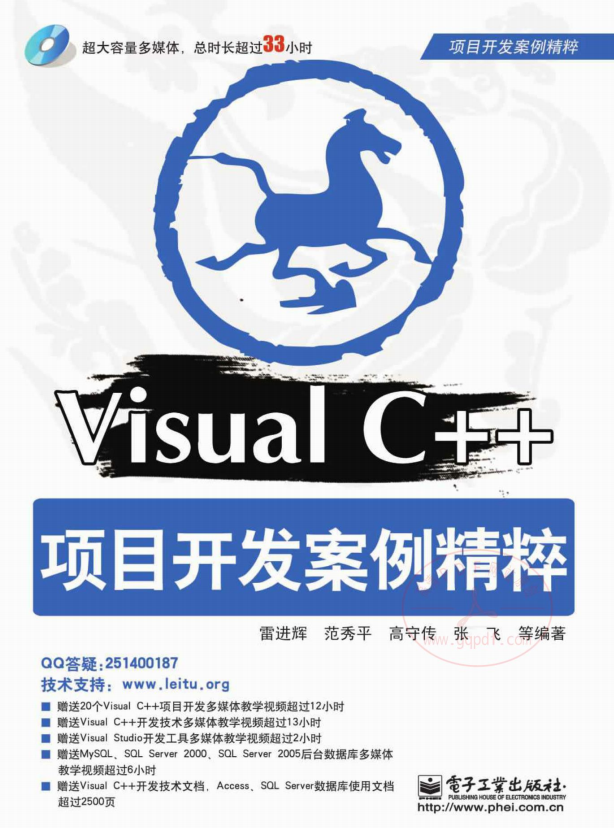 超大容量多媒体，总时长超过33小时
项目开发案例精粹
Visual C++
项目开发案例精粹
雷进辉 范秀平 高守传 张 飞 等编著
www.gqpdf.com
QQ答疑：251400187
技术支持：www.leitu.org
■ 赠送20个Visual C++项目开发多媒体教学视频超过12小时
■ 赠送Visual C++开发技术多媒体教学视频超过13小时
■ 赠送Visual Studio开发工具多媒体教学视频超过2小时
■ 赠送MySQL、SQL Server 2000、SQL Server 2005后台数据库多媒体
教学视频超过6小时
■ 赠送Visual C++开发技术文档，Access、SQL Server数据库使用文档
超过2500页
電子工業出版社·
PUBLISHING HOUSE OF ELECTRONICS INDUSTRY
http://www.phei.com.cn